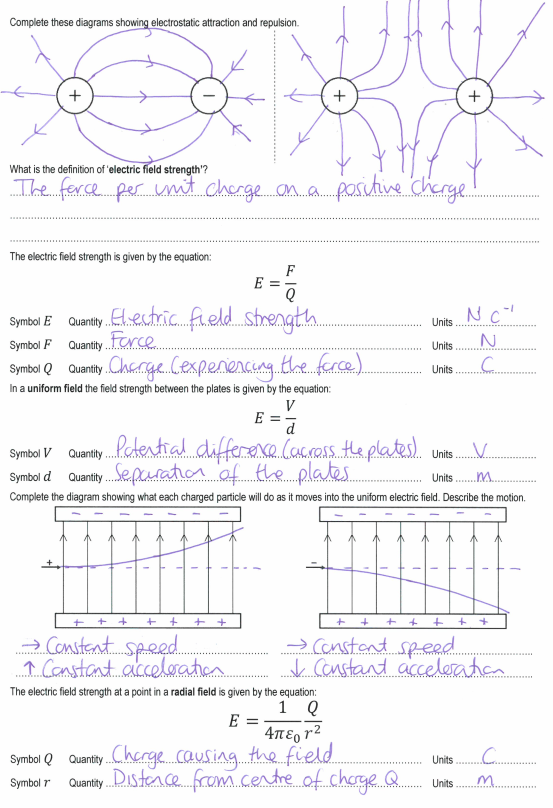 Complete these diagrams showing electrostatic attraction and repulsion.
+ − + +
What is the definition of 'electric field strength'?
The force per unit charge on a positive charge
The electric field strength is given by the equation:
E = F/Q
Symbol E Quantity Electric field strength Units N C⁻¹
Symbol F Quantity Force Units N
Symbol Q Quantity Charge (experiencing the force) Units C
In a uniform field the field strength between the plates is given by the equation:
E = V/d
Symbol V Quantity Potential difference (across the plates) Units V
Symbol d Quantity Separation of the plates Units m
Complete the diagram showing what each charged particle will do as it moves into the uniform electric field. Describe the motion.
− − − − − − − − − − − − − −
+ −
+ + + + + + + + + + + + + +
→ Constant speed → Constant speed
↑ Constant acceleration ↓ Constant acceleration
The electric field strength at a point in a radial field is given by the equation:
E = 1/4πε₀ Q/r²
Symbol Q Quantity Charge causing the field Units C
Symbol r Quantity Distance from centre of charge Q Units m